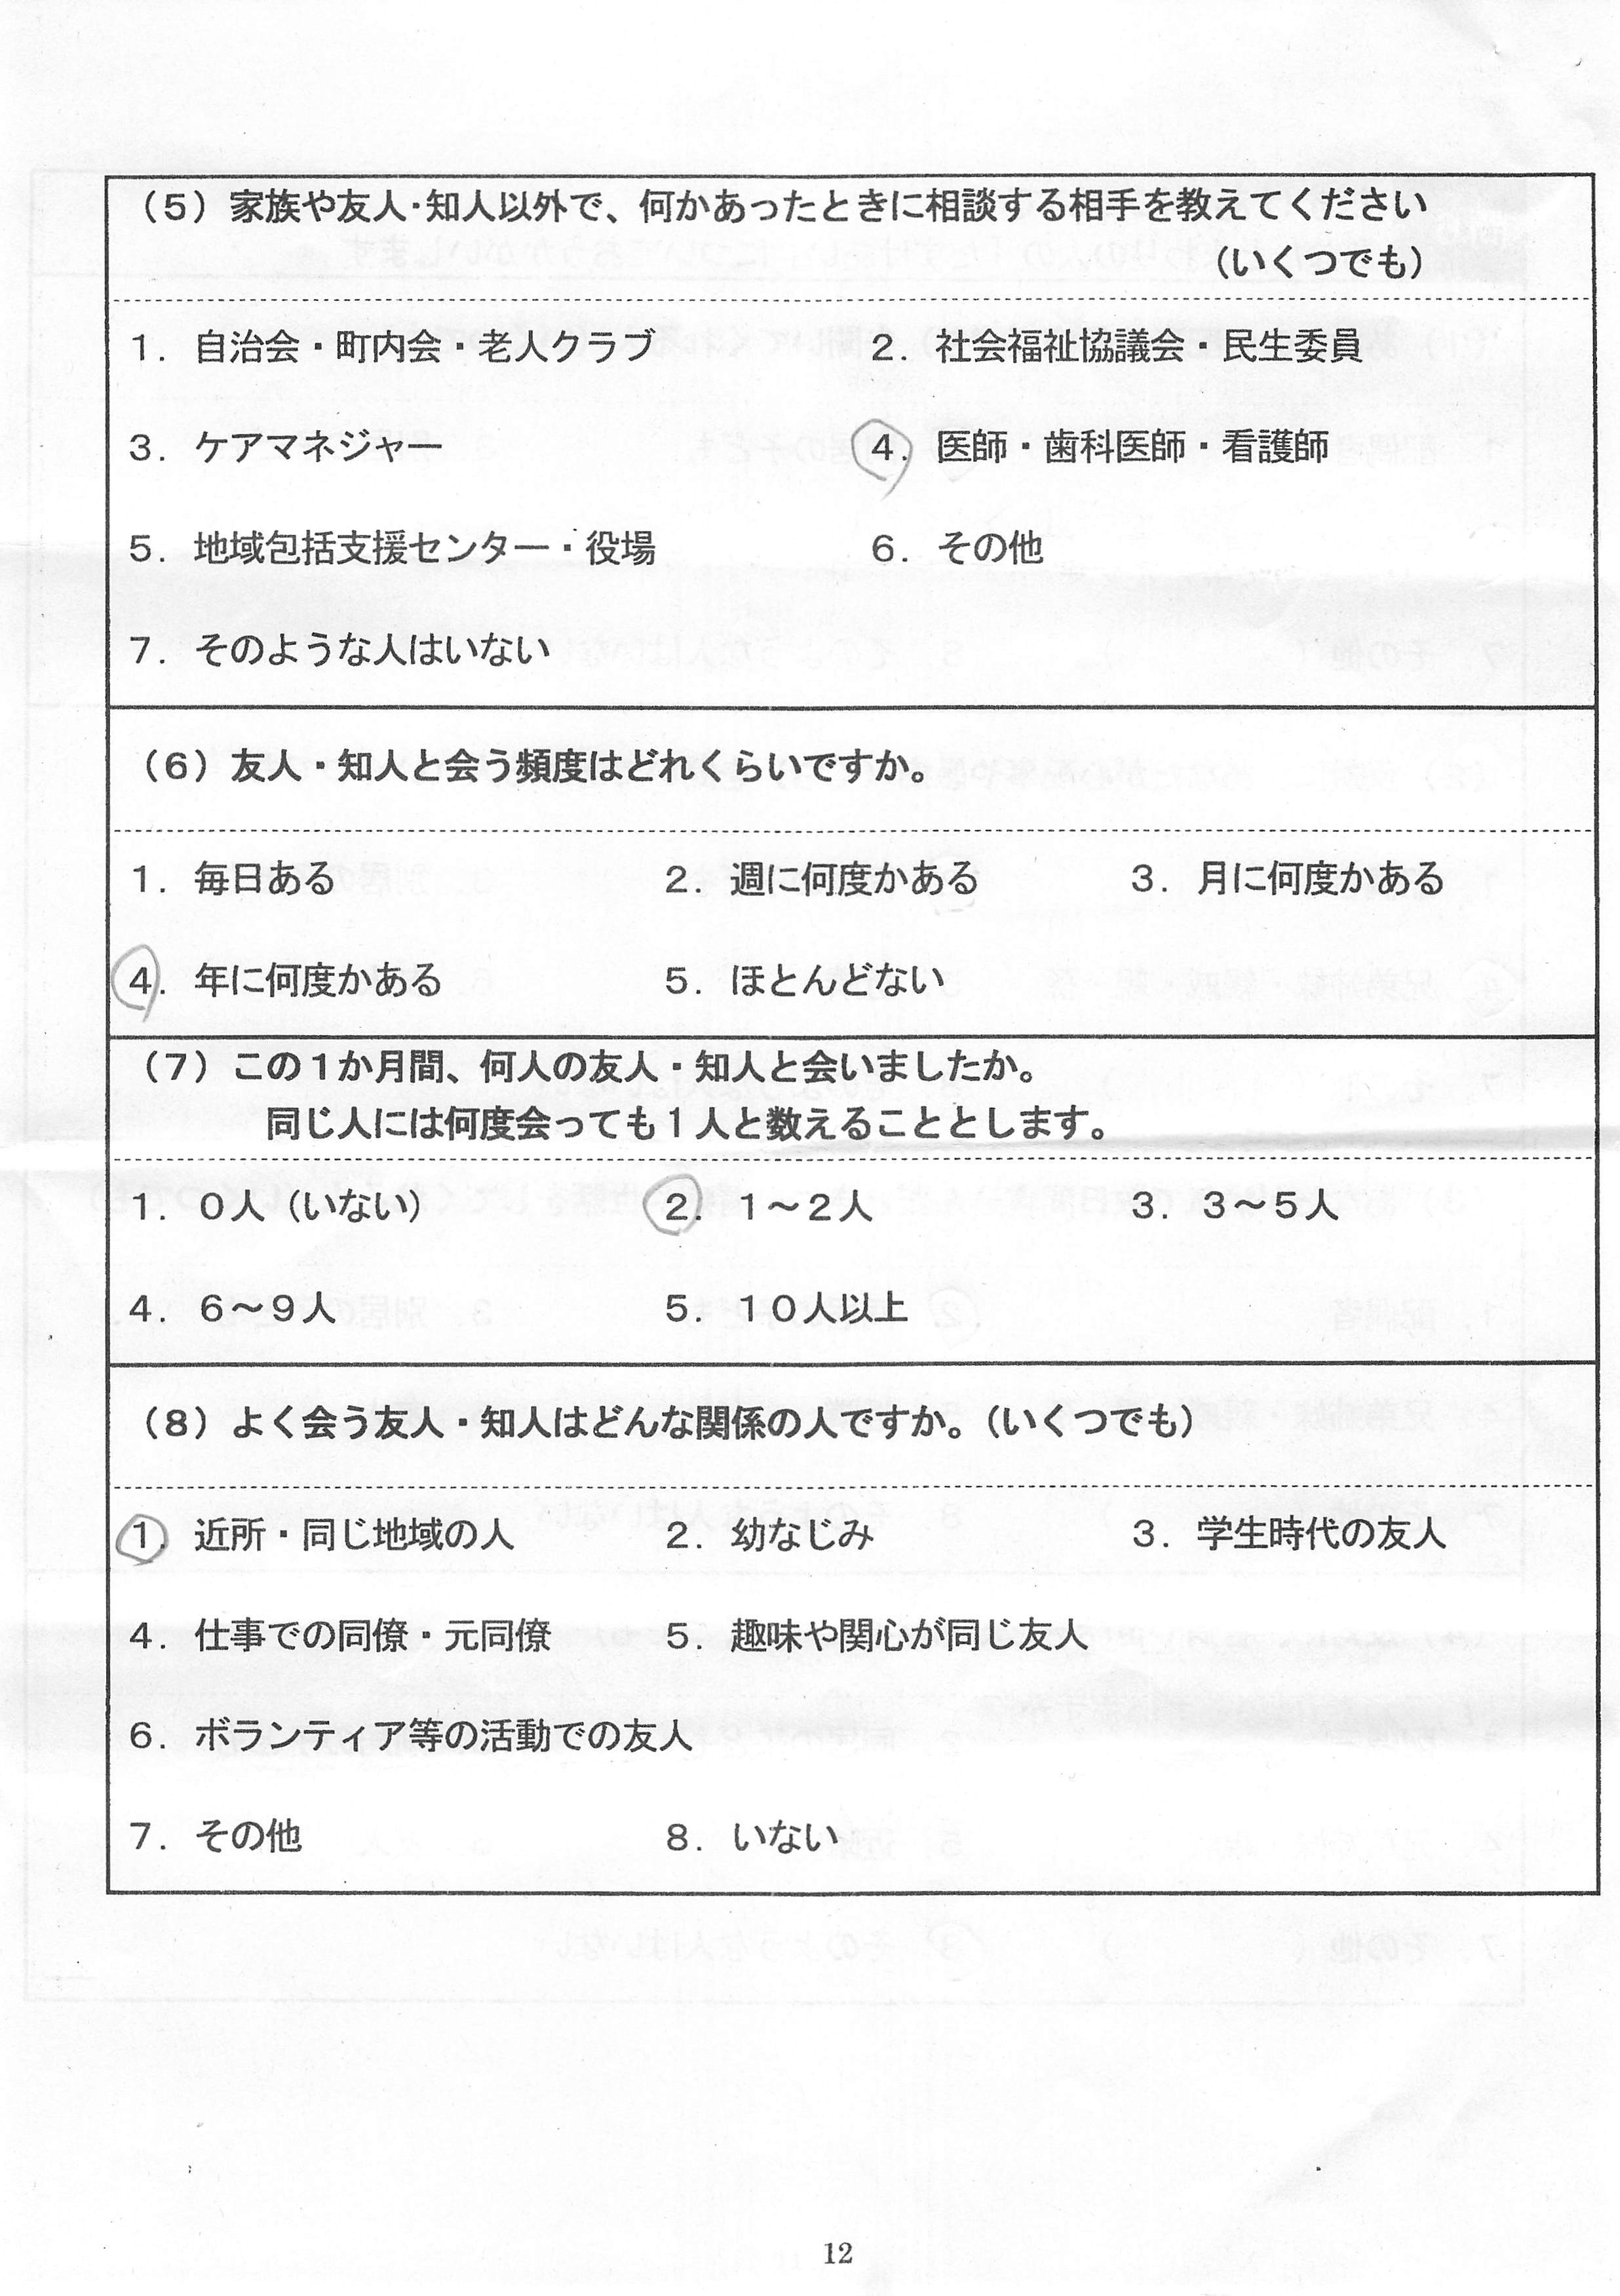 （５）家族や友人・知人以外で、何かあったときに相談する相手を教えてください
（いくつでも）
１．自治会・町内会・老人クラブ　２．社会福祉協議会・民生委員
３．ケアマネジャー　４．医師・歯科医師・看護師
５．地域包括支援センター・役場　６．その他
７．そのような人はいない
（６）友人・知人と会う頻度はどれくらいですか。
１．毎日ある　２．週に何度かある　３．月に何度かある
４．年に何度かある　５．ほとんどない
（７）この１か月間、何人の友人・知人と会いましたか。
同じ人には何度会っても１人と数えることとします。
１．０人（いない）　２．１～２人　３．３～５人
４．６～９人　５．１０人以上
（８）よく会う友人・知人はどんな関係の人ですか。（いくつでも）
１．近所・同じ地域の人　２．幼なじみ　３．学生時代の友人
４．仕事での同僚・元同僚　５．趣味や関心が同じ友人
６．ボランティア等の活動での友人
７．その他　８．いない
12